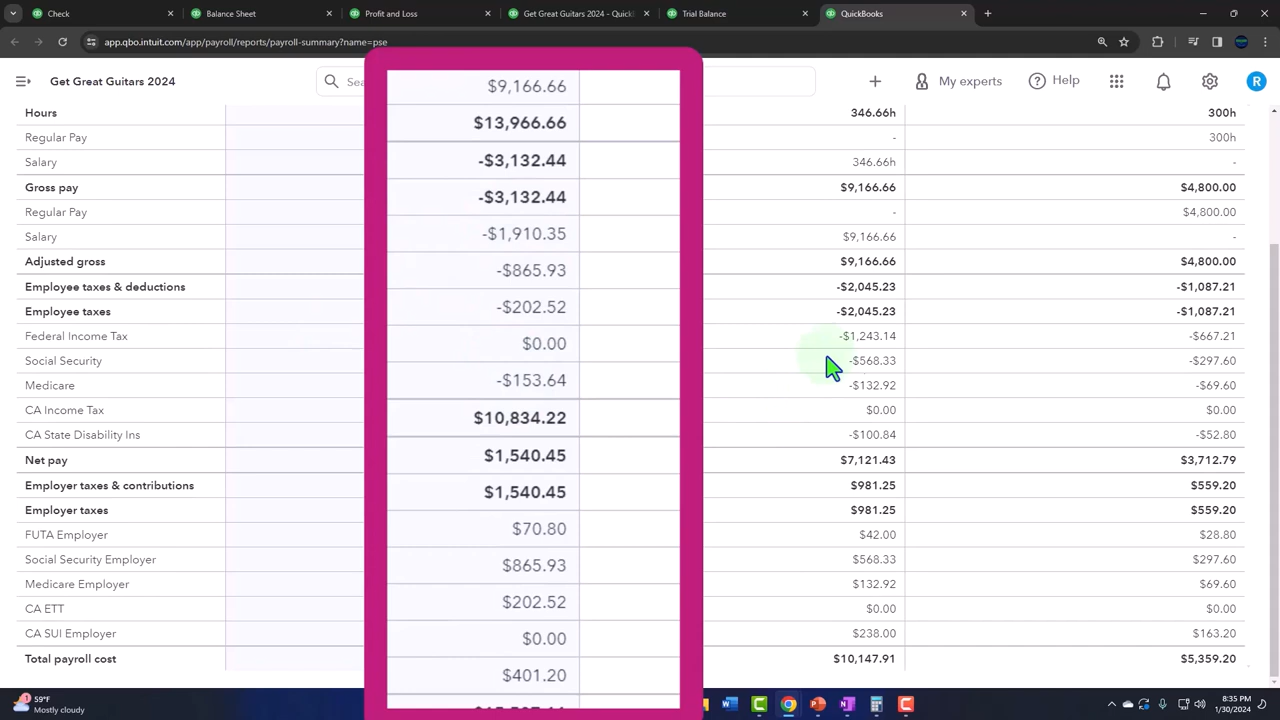 Check
Balance Sheet
Profit and Loss
Get Great Guitars 2024 - Quick
Trial Balance
QuickBooks
app.qbo.intuit.com/app/payroll/reports/payroll-summary?name=pse
Get Great Guitars 2024
My experts
Help
R
Hours 346.66h 300h
Regular Pay - 300h
Salary 346.66h -
Gross pay $9,166.66 $4,800.00
Regular Pay - $4,800.00
Salary $9,166.66 -
Adjusted gross $9,166.66 $4,800.00
Employee taxes & deductions -$2,045.23 -$1,087.21
Employee taxes -$2,045.23 -$1,087.21
Federal Income Tax -$1,243.14 -$667.21
Social Security -$568.33 -$297.60
Medicare -$132.92 -$69.60
CA Income Tax $0.00 $0.00
CA State Disability Ins -$100.84 -$52.80
Net pay $7,121.43 $3,712.79
Employer taxes & contributions $981.25 $559.20
Employer taxes $981.25 $559.20
FUTA Employer $42.00 $28.80
Social Security Employer $568.33 $297.60
Medicare Employer $132.92 $69.60
CA ETT $0.00 $0.00
CA SUI Employer $238.00 $163.20
Total payroll cost $10,147.91 $5,359.20
$9,166.66
$13,966.66
-$3,132.44
-$3,132.44
-$1,910.35
-$865.93
-$202.52
$0.00
-$153.64
$10,834.22
$1,540.45
$1,540.45
$70.80
$865.93
$202.52
$0.00
$401.20
59°F
Mostly cloudy
8:35 PM
1/30/2024